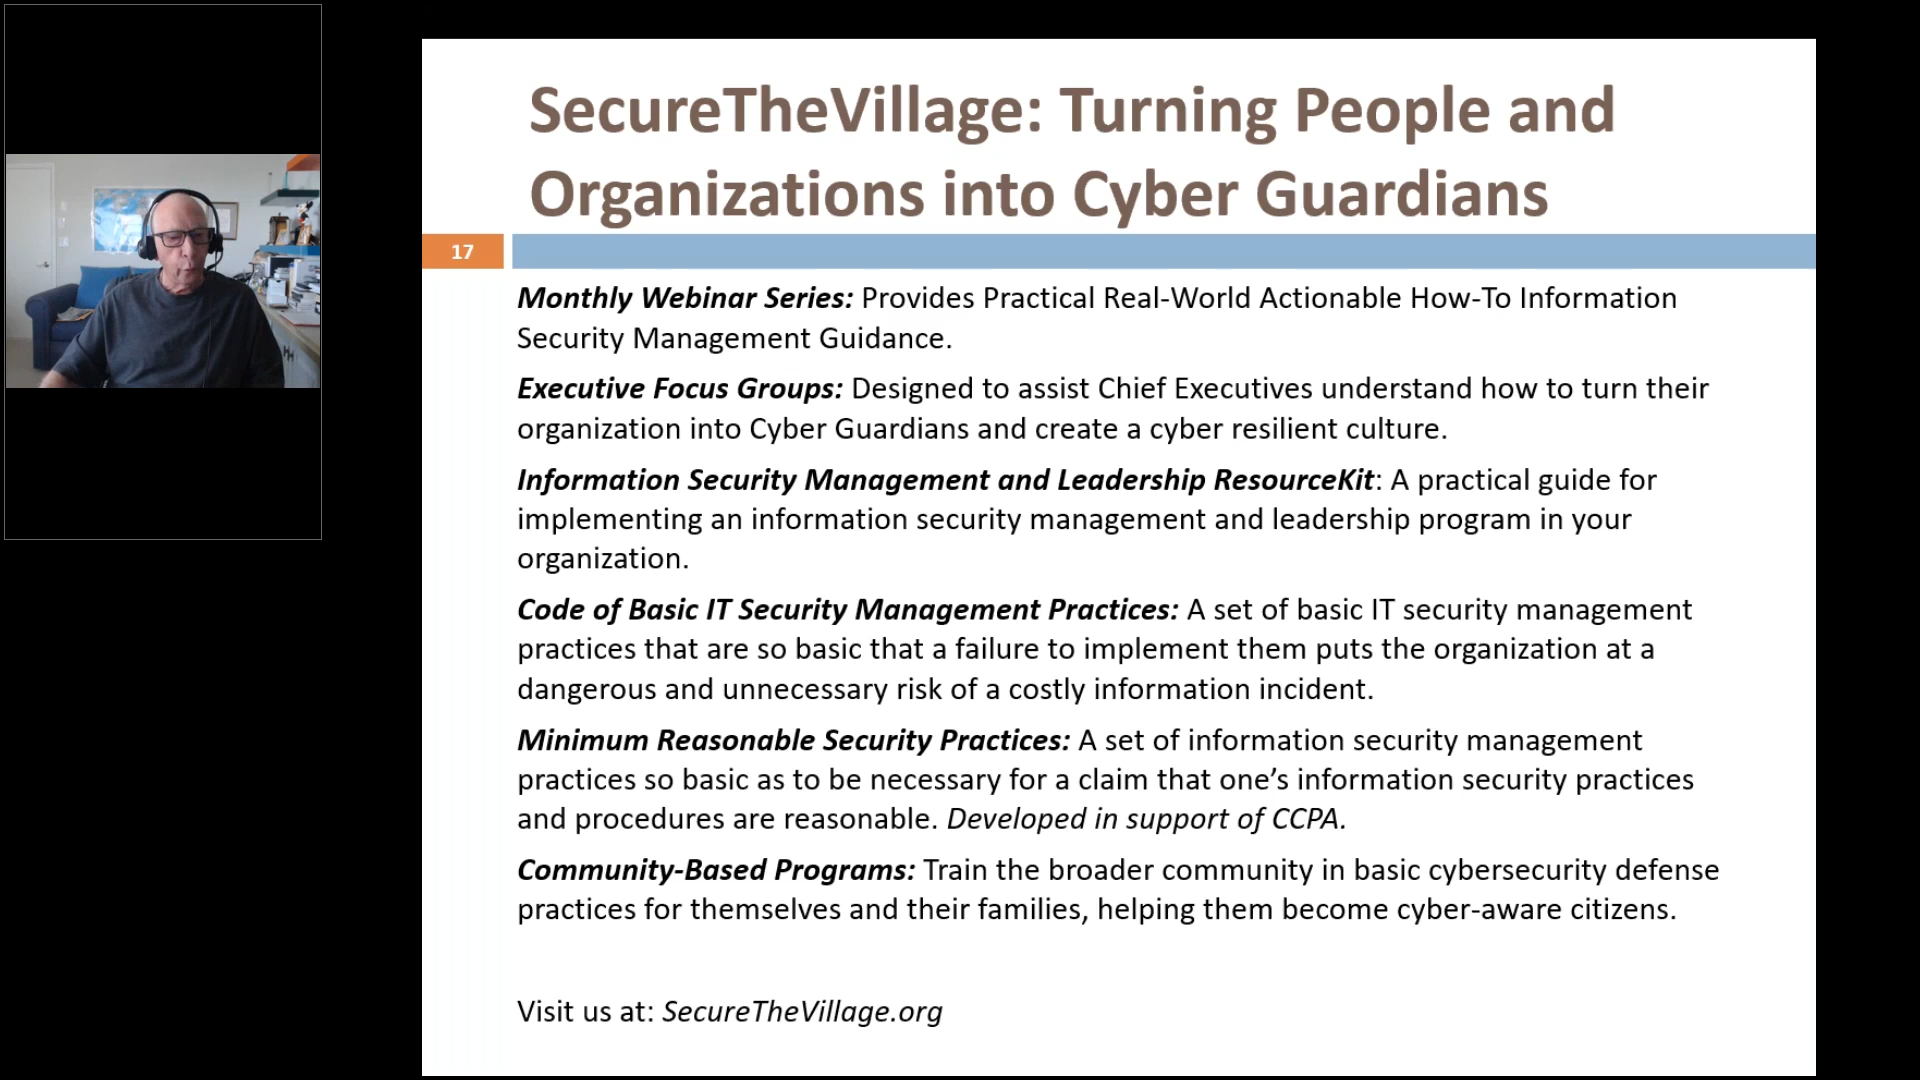 SecureTheVillage: Turning People and
Organizations into Cyber Guardians
17
Monthly Webinar Series: Provides Practical Real-World Actionable How-To Information
Security Management Guidance.
Executive Focus Groups: Designed to assist Chief Executives understand how to turn their
organization into Cyber Guardians and create a cyber resilient culture.
Information Security Management and Leadership ResourceKit: A practical guide for
implementing an information security management and leadership program in your
organization.
Code of Basic IT Security Management Practices: A set of basic IT security management
practices that are so basic that a failure to implement them puts the organization at a
dangerous and unnecessary risk of a costly information incident.
Minimum Reasonable Security Practices: A set of information security management
practices so basic as to be necessary for a claim that one’s information security practices
and procedures are reasonable. Developed in support of CCPA.
Community-Based Programs: Train the broader community in basic cybersecurity defense
practices for themselves and their families, helping them become cyber-aware citizens.
Visit us at: SecureTheVillage.org